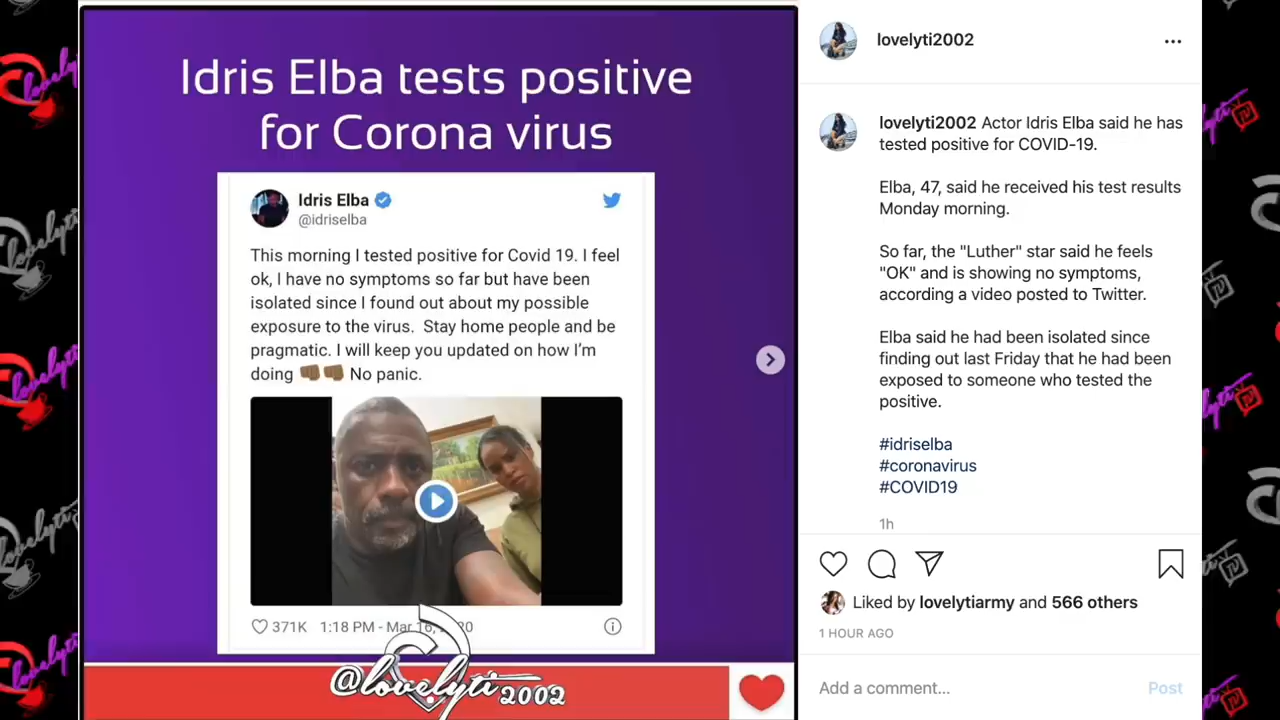 Idris Elba tests positive
for Corona virus
Idris Elba
@idriselba
This morning I tested positive for Covid 19. I feel
ok, I have no symptoms so far but have been
isolated since I found out about my possible
exposure to the virus.  Stay home people and be
pragmatic. I will keep you updated on how I'm
doing 👊🏾👊🏾 No panic.
371K 1:18 PM - Mar 16, 2020
@lovelyti2002
lovelyti2002
lovelyti2002 Actor Idris Elba said he has
tested positive for COVID-19.
Elba, 47, said he received his test results
Monday morning.
So far, the "Luther" star said he feels
"OK" and is showing no symptoms,
according a video posted to Twitter.
Elba said he had been isolated since
finding out last Friday that he had been
exposed to someone who tested the
positive.
#idriselba
#coronavirus
#COVID19
1h
Liked by lovelytiarmy and 566 others
1 HOUR AGO
Add a comment... Post